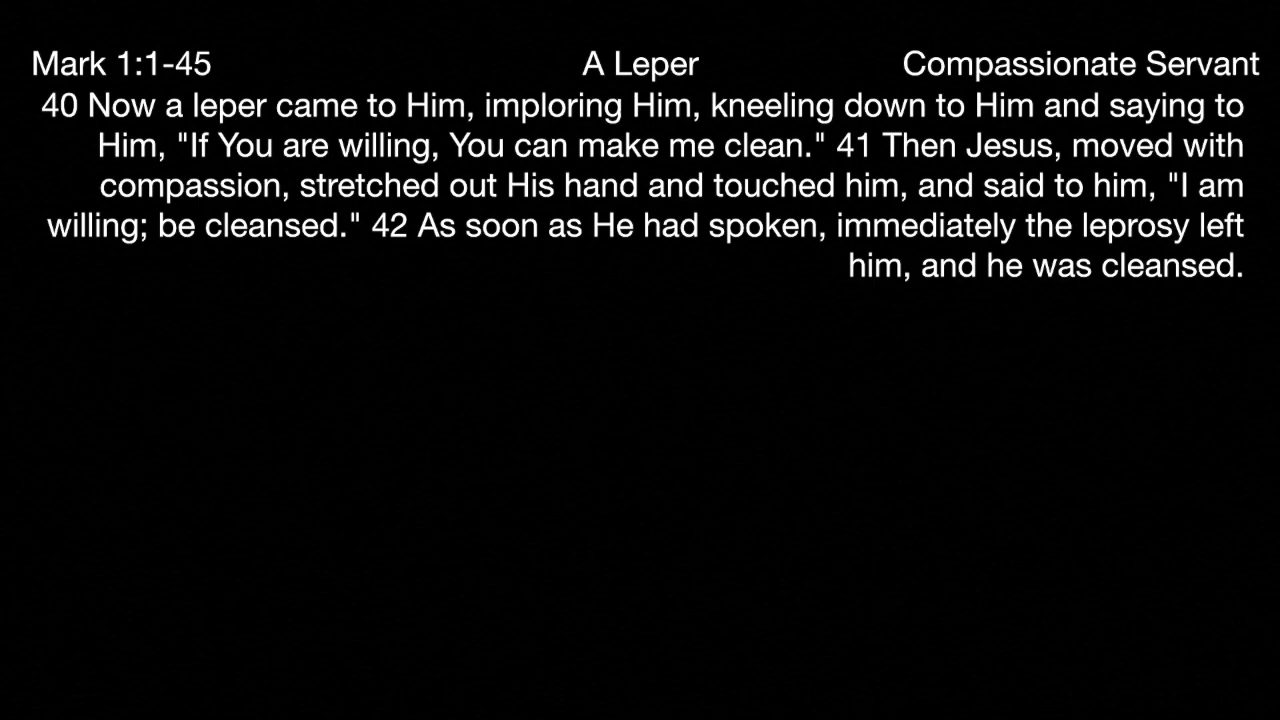 Mark 1:1-45 A Leper Compassionate Servant
40 Now a leper came to Him, imploring Him, kneeling down to Him and saying to
Him, "If You are willing, You can make me clean." 41 Then Jesus, moved with
compassion, stretched out His hand and touched him, and said to him, "I am
willing; be cleansed." 42 As soon as He had spoken, immediately the leprosy left
him, and he was cleansed.